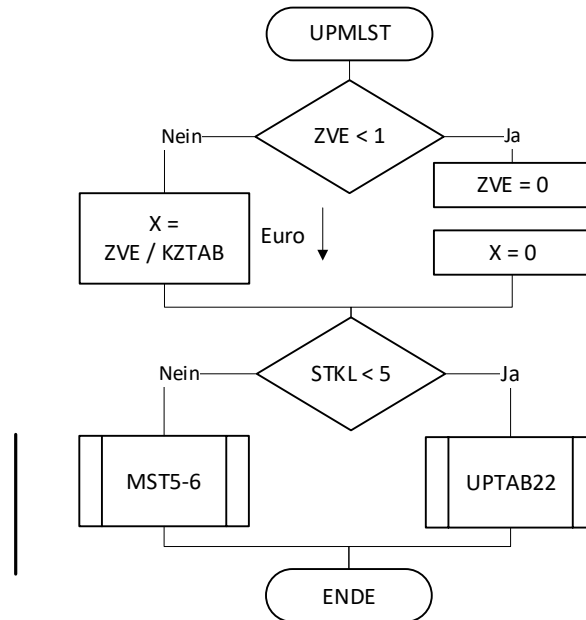 UPMLST
ZVE < 1
Nein
Ja
X =
ZVE / KZTAB
Euro
ZVE = 0
X = 0
STKL < 5
Nein
Ja
MST5-6
UPTAB22
ENDE